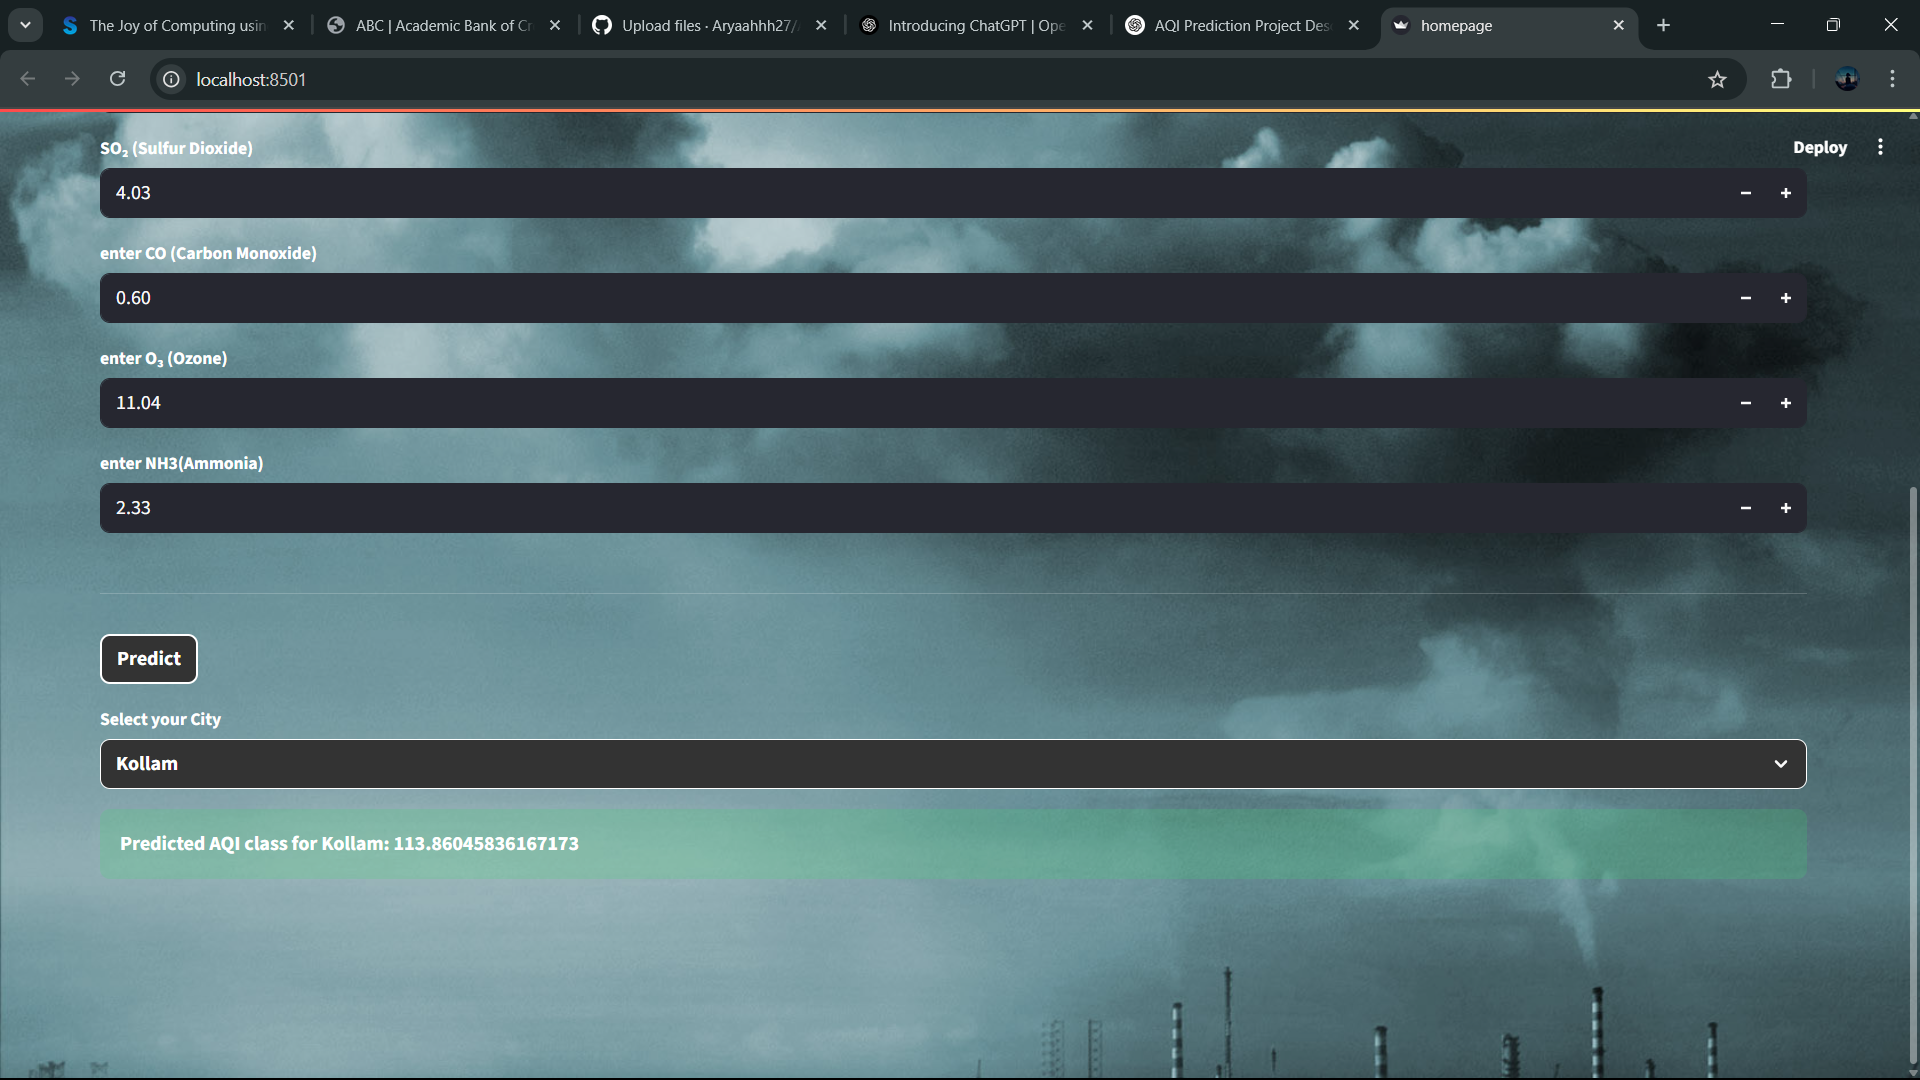 The Joy of Computing usin
ABC | Academic Bank of Cr
Upload files · Aryaahhh27/
Introducing ChatGPT | Ope
AQI Prediction Project Des
homepage
localhost:8501
SO₂ (Sulfur Dioxide)
Deploy
4.03
enter CO (Carbon Monoxide)
0.60
enter O₃ (Ozone)
11.04
enter NH3(Ammonia)
2.33
Predict
Select your City
Kollam
Predicted AQI class for Kollam: 113.86045836167173